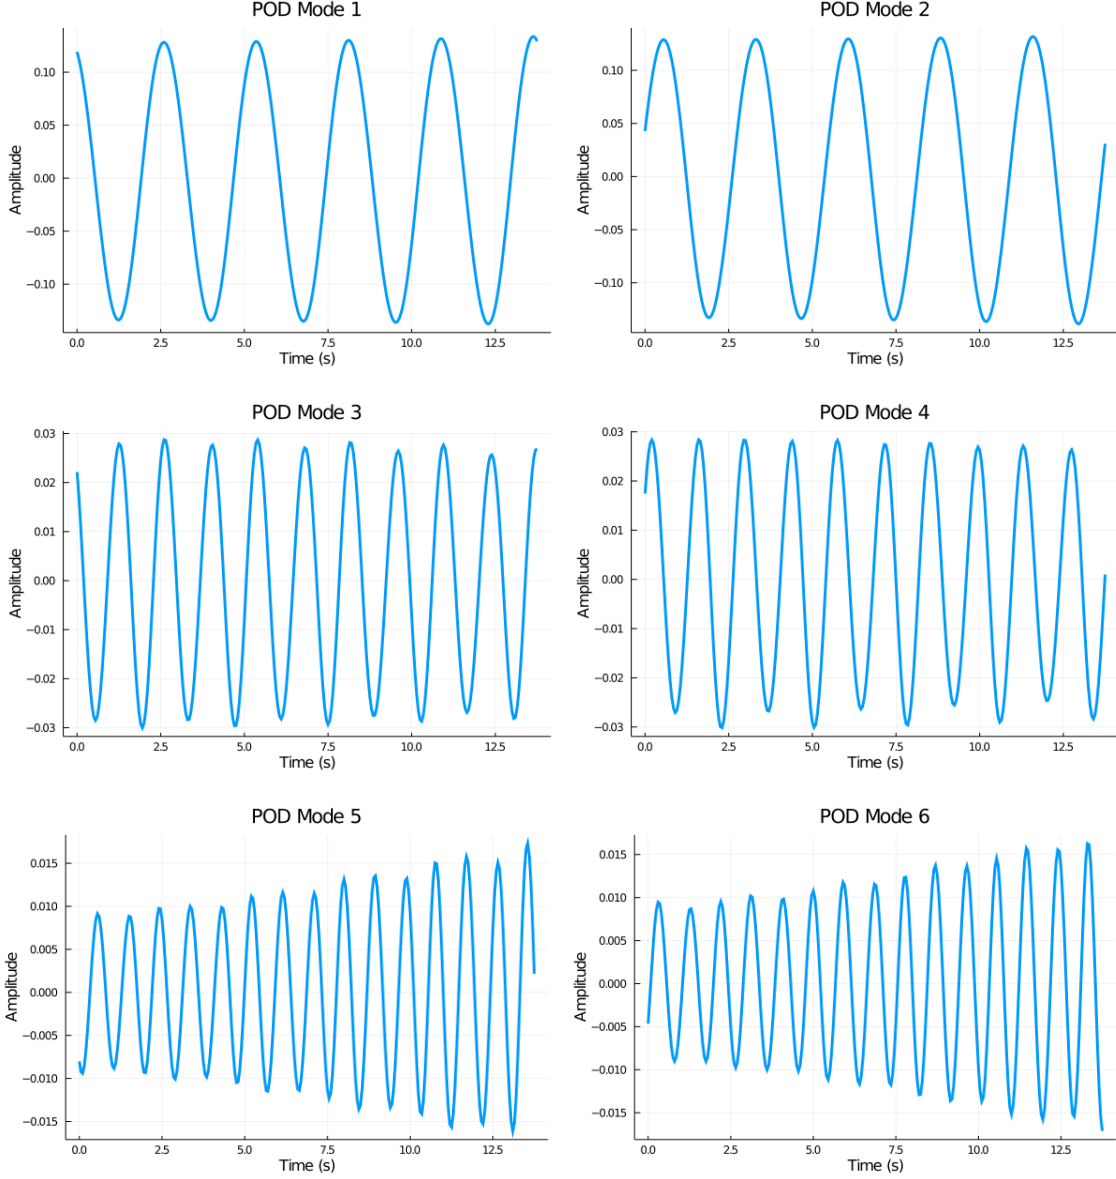 POD Mode 1
Amplitude
0.10
0.05
0.00
−0.05
−0.10
0.0 2.5 5.0 7.5 10.0 12.5
Time (s)
POD Mode 2
Amplitude
0.10
0.05
0.00
−0.05
−0.10
0.0 2.5 5.0 7.5 10.0 12.5
Time (s)
POD Mode 3
Amplitude
0.03
0.02
0.01
0.00
−0.01
−0.02
−0.03
0.0 2.5 5.0 7.5 10.0 12.5
Time (s)
POD Mode 4
Amplitude
0.03
0.02
0.01
0.00
−0.01
−0.02
−0.03
0.0 2.5 5.0 7.5 10.0 12.5
Time (s)
POD Mode 5
Amplitude
0.015
0.010
0.005
0.000
−0.005
−0.010
−0.015
0.0 2.5 5.0 7.5 10.0 12.5
Time (s)
POD Mode 6
Amplitude
0.015
0.010
0.005
0.000
−0.005
−0.010
−0.015
0.0 2.5 5.0 7.5 10.0 12.5
Time (s)